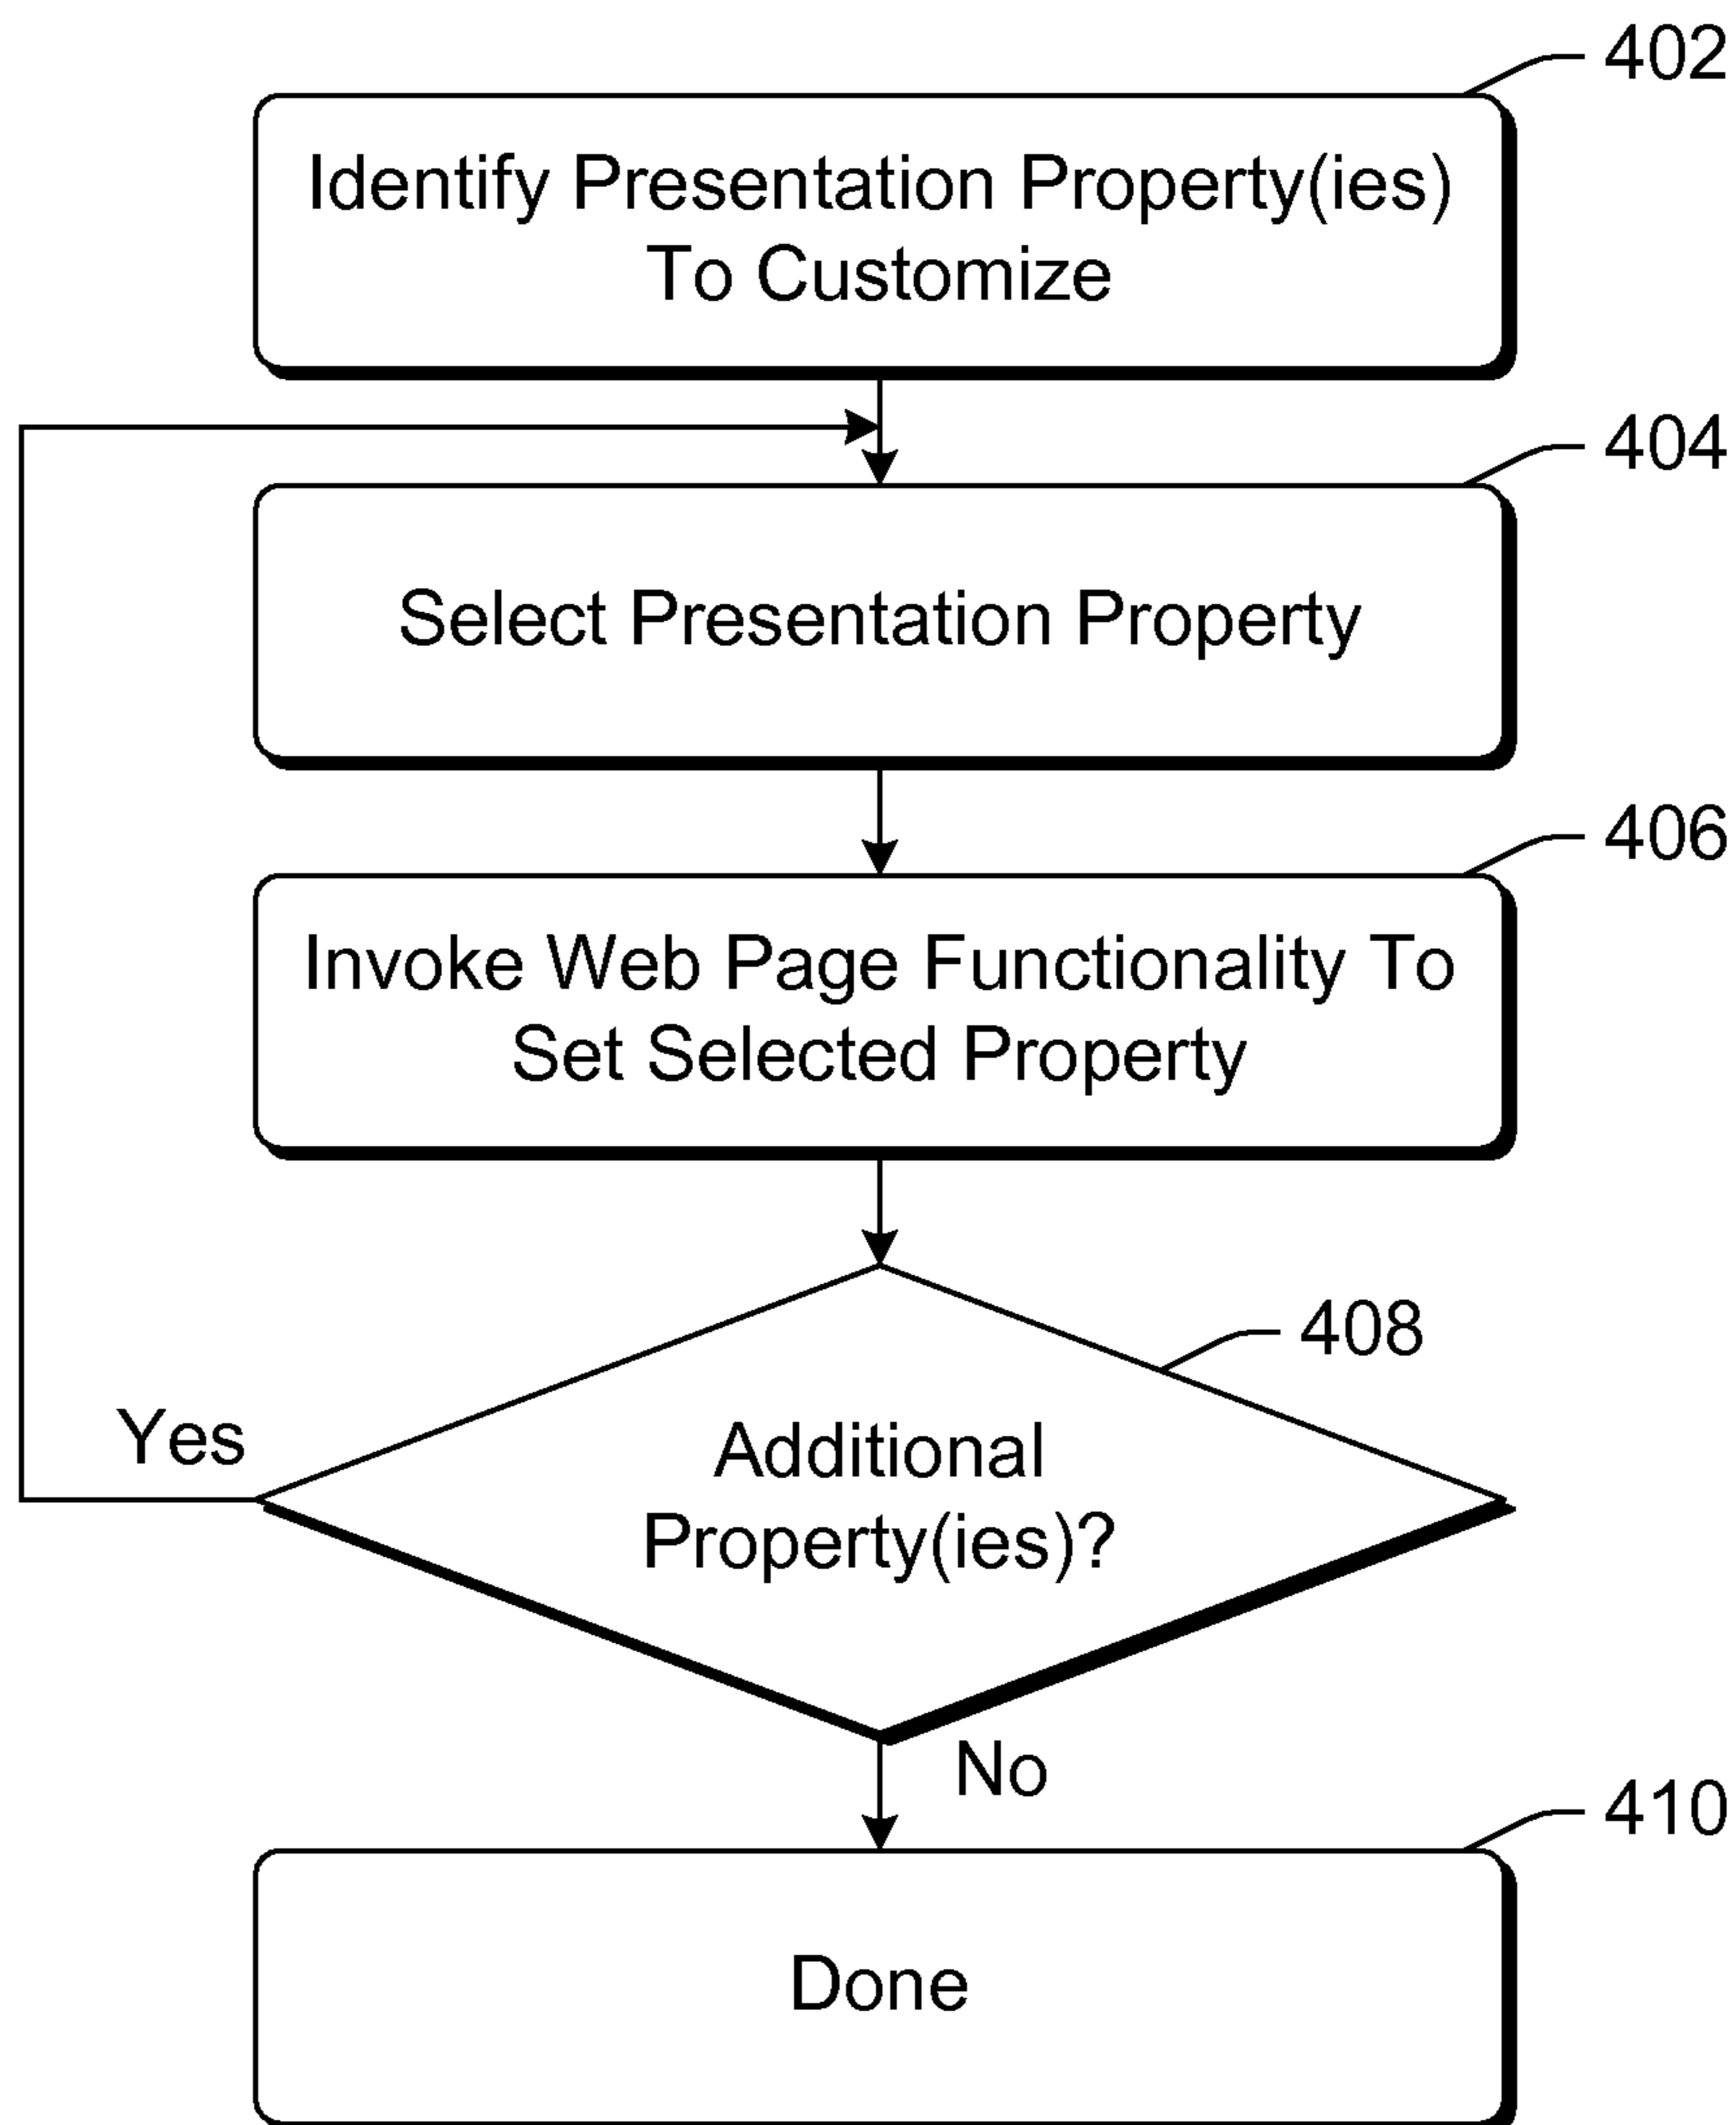 402
Identify Presentation Property(ies)
To Customize
404
Select Presentation Property
406
Invoke Web Page Functionality To
Set Selected Property
408
Yes
Additional
Property(ies)?
No
410
Done